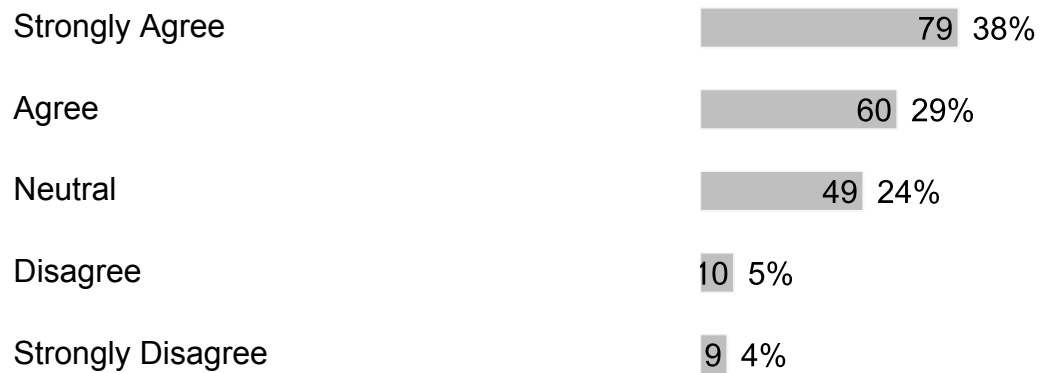 Strongly Agree 79 38%
Agree 60 29%
Neutral 49 24%
Disagree 10 5%
Strongly Disagree 9 4%